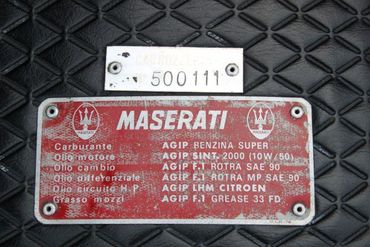 CARROZZERIA
N° 500111
MASERATI
Carburante AGIP BENZINA SUPER
Olio motore AGIP SINT. 2000 (10W/50)
Olio cambio AGIP F.1 ROTRA SAE 90
Olio differenziale AGIP F.1 ROTRA MP SAE 90
Olio circuito H.P. AGIP LHM CITROEN
Grasso mozzi AGIP F.1 GREASE 33 FD